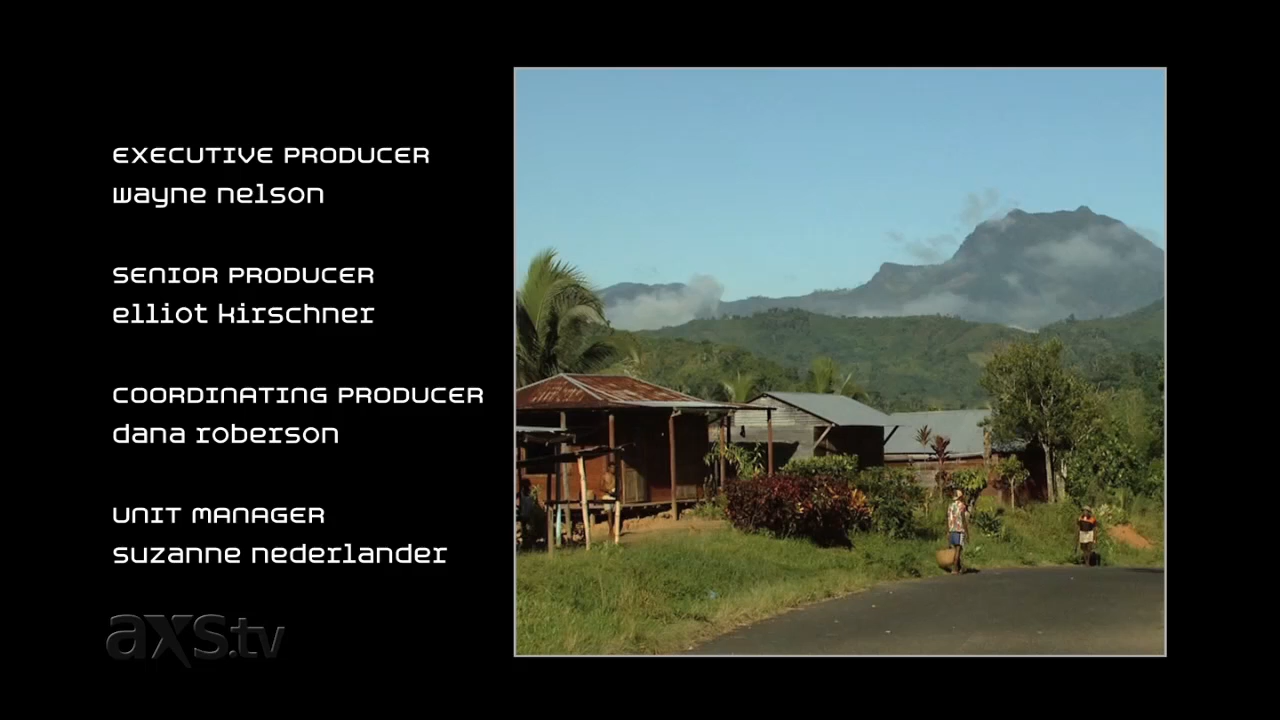 EXECUTIVE PRODUCER
wayne nelson
SENIOR PRODUCER
elliot kirschner
COORDINATING PRODUCER
dana roberson
UNIT MANAGER
suzanne nederlander
axs.tv